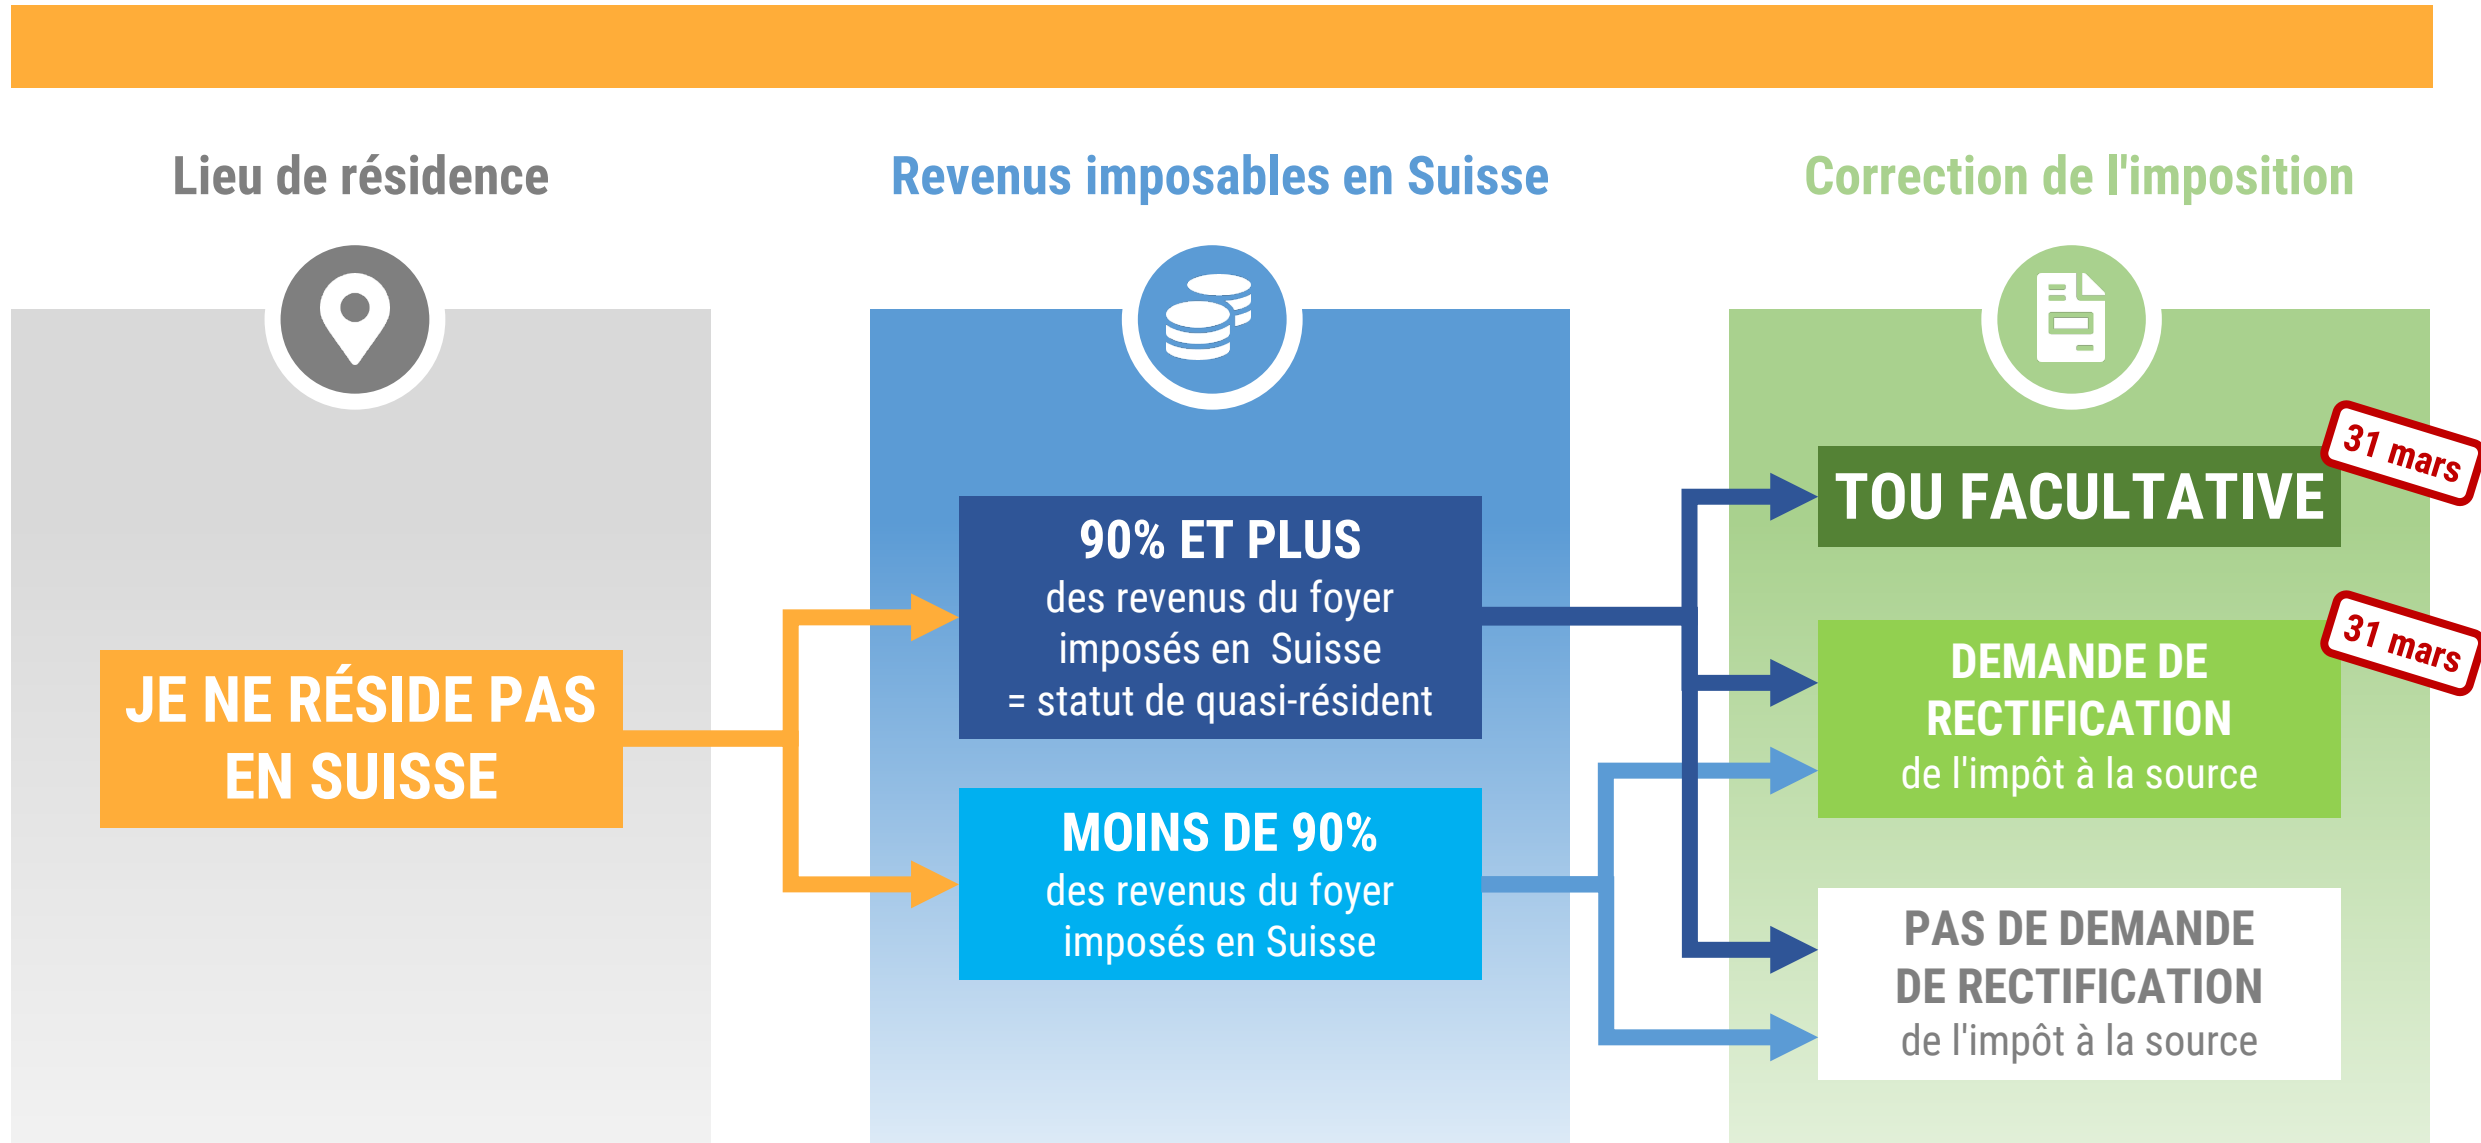 Lieu de résidence
Revenus imposables en Suisse
Correction de l'imposition
JE NE RÉSIDE PAS
EN SUISSE
90% ET PLUS
des revenus du foyer
imposés en Suisse
= statut de quasi-résident
MOINS DE 90%
des revenus du foyer
imposés en Suisse
31 mars
TOU FACULTATIVE
31 mars
DEMANDE DE
RECTIFICATION
de l'impôt à la source
PAS DE DEMANDE
DE RECTIFICATION
de l'impôt à la source